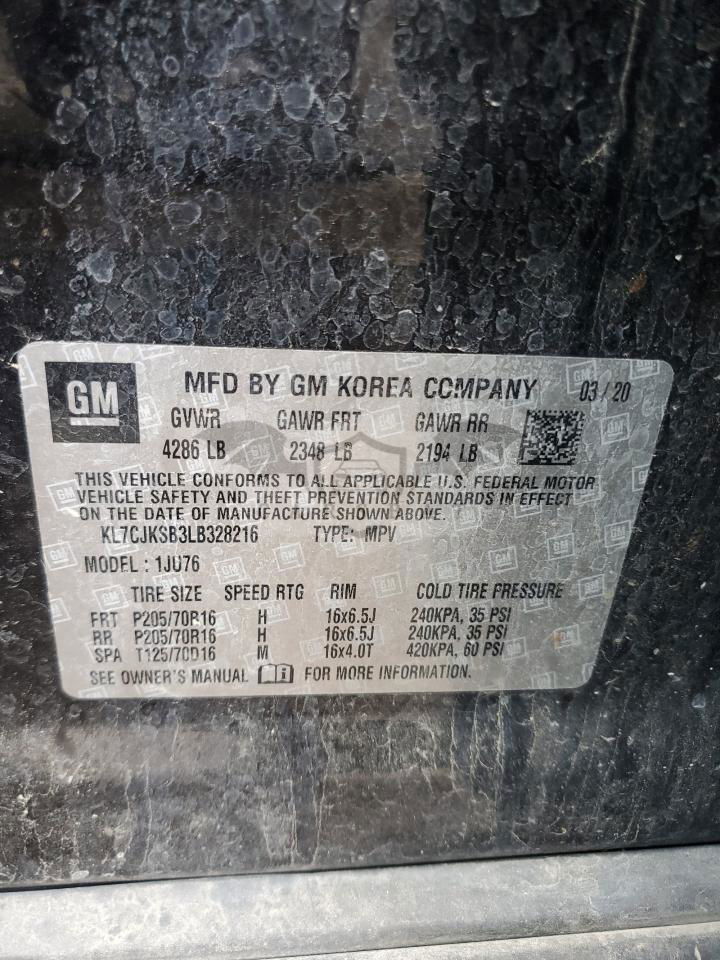 GM
MFD BY GM KOREA COMPANY 03/20
GVWR GAWR FRT GAWR RR
4286 LB 2348 LB 2194 LB
THIS VEHICLE CONFORMS TO ALL APPLICABLE U.S. FEDERAL MOTOR
VEHICLE SAFETY AND THEFT PREVENTION STANDARDS IN EFFECT
ON THE DATE OF MANUFACTURE SHOWN ABOVE.
KL7CJKSB3LB328216 TYPE: MPV
MODEL: 1JU76
TIRE SIZE SPEED RTG RIM COLD TIRE PRESSURE
FRT P205/70R16 H 16x6.5J 240KPA, 35 PSI
RR P205/70R16 H 16x6.5J 240KPA, 35 PSI
SPA T125/70D16 M 16x4.0T 420KPA, 60 PSI
SEE OWNER'S MANUAL FOR MORE INFORMATION.